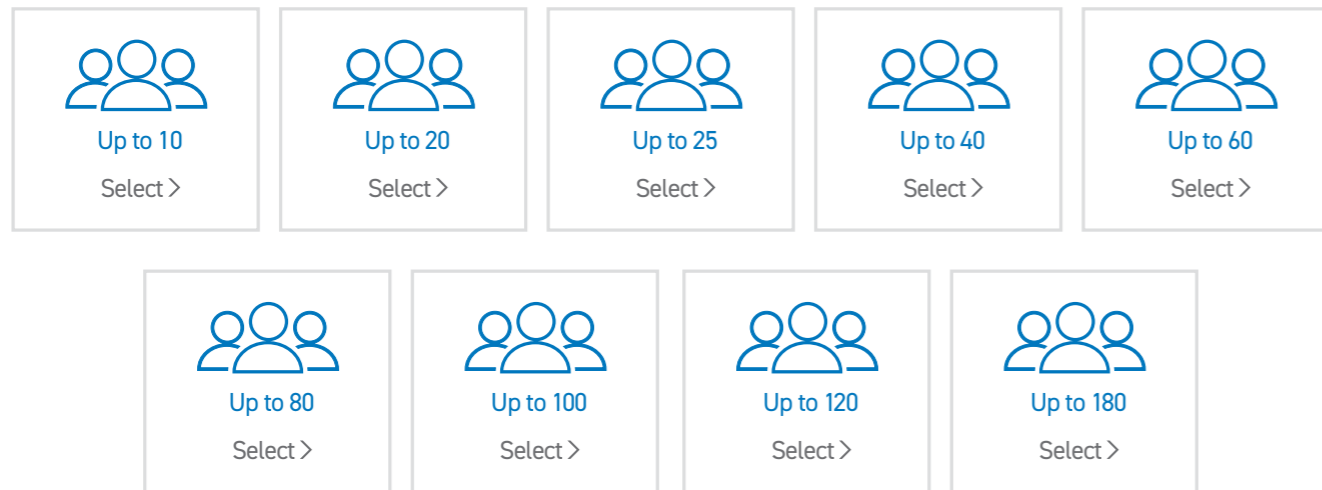 Up to 10
Select >
Up to 20
Select >
Up to 25
Select >
Up to 40
Select >
Up to 60
Select >
Up to 80
Select >
Up to 100
Select >
Up to 120
Select >
Up to 180
Select >